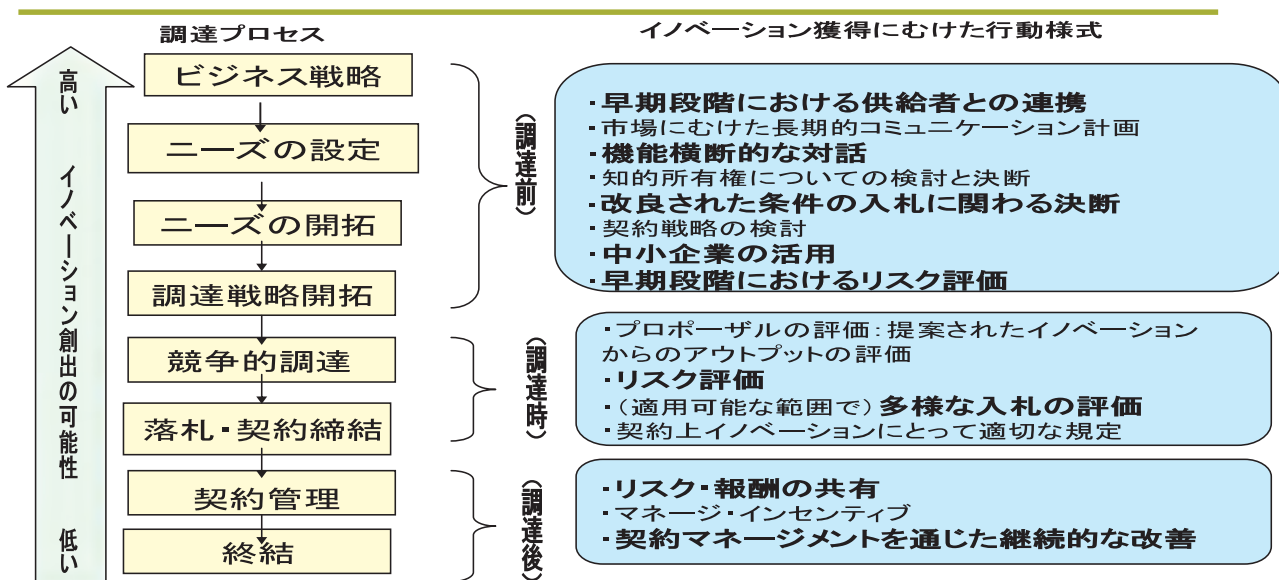 調達プロセス
イノベーション獲得にむけた行動様式
高い イノベーション創出の可能性 低い
ビジネス戦略
ニーズの設定
ニーズの開拓
調達戦略開拓
競争的調達
落札・契約締結
契約管理
終結
(調達前)
・早期段階における供給者との連携
・市場にむけた長期的コミュニケーション計画
・機能横断的な対話
・知的所有権についての検討と決断
・改良された条件の入札に関わる決断
・契約戦略の検討
・中小企業の活用
・早期段階におけるリスク評価
(調達時)
・プロポーザルの評価:提案されたイノベーション
からのアウトプットの評価
・リスク評価
・(適用可能な範囲で)多様な入札の評価
・契約上イノベーションにとって適切な規定
(調達後)
・リスク・報酬の共有
・マネージ・インセンティブ
・契約マネージメントを通じた継続的な改善